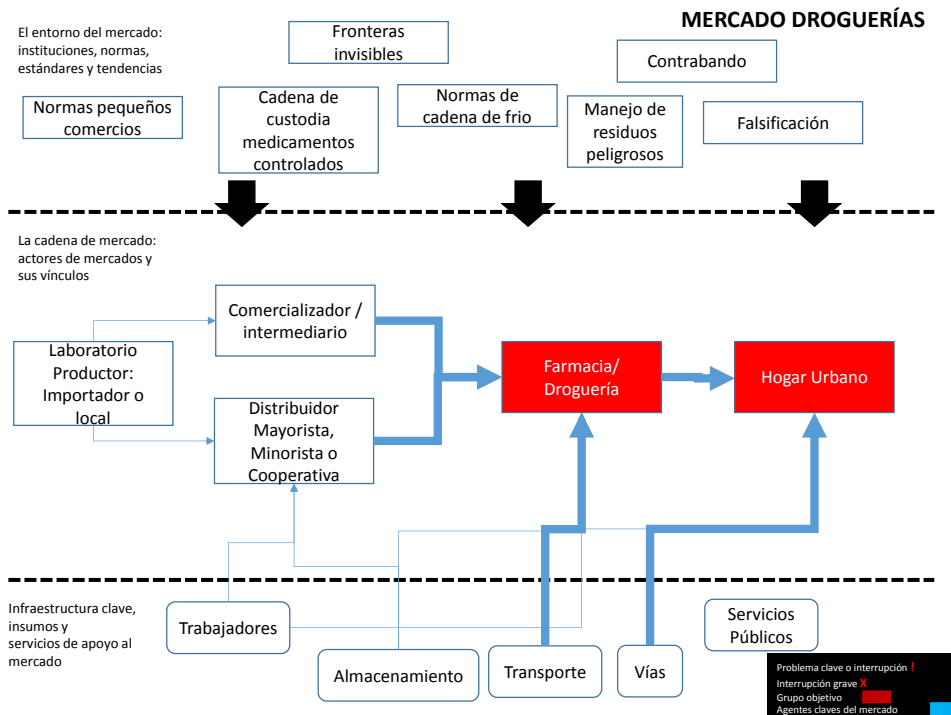 MERCADO DROGUERÍAS
El entorno del mercado:
instituciones, normas,
estándares y tendencias
Fronteras
invisibles
Contrabando
Normas pequeños
comercios
Cadena de
custodia
medicamentos
controlados
Normas de
cadena de frio
Manejo de
residuos
peligrosos
Falsificación
La cadena de mercado:
actores de mercados y
sus vínculos
Comercializador /
intermediario
Laboratorio
Productor:
Importador o
local
Farmacia/
Droguería
Hogar Urbano
Distribuidor
Mayorista,
Minorista o
Cooperativa
Infraestructura clave,
insumos y
servicios de apoyo al
mercado
Trabajadores
Almacenamiento
Transporte
Vías
Servicios
Públicos
Problema clave o interrupción !
Interrupción grave X
Grupo objetivo
Agentes claves del mercado